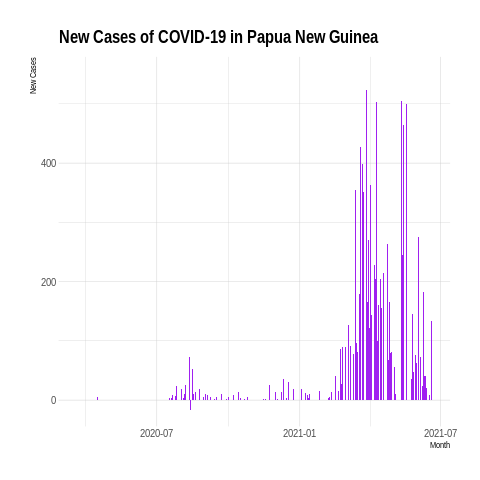 New Cases of COVID-19 in Papua New Guinea
New Cases
400
200
0
2020-07
2021-01
2021-07
Month